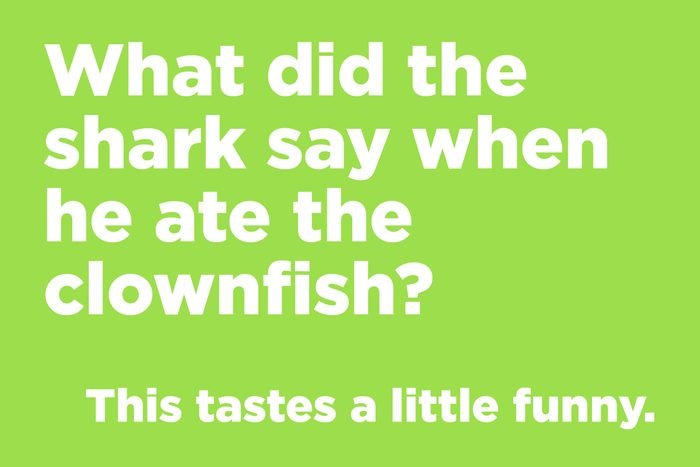 What did the
shark say when
he ate the
clownfish?
This tastes a little funny.